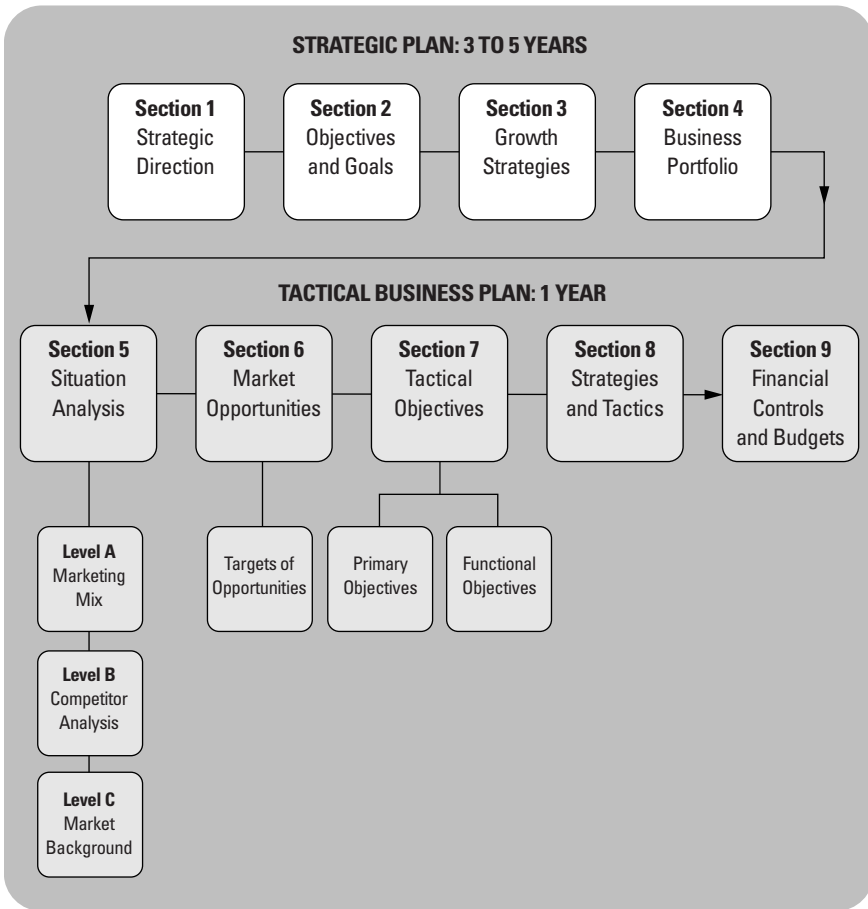 STRATEGIC PLAN: 3 TO 5 YEARS
Section 1
Strategic
Direction
Section 2
Objectives
and Goals
Section 3
Growth
Strategies
Section 4
Business
Portfolio
TACTICAL BUSINESS PLAN: 1 YEAR
Section 5
Situation
Analysis
Section 6
Market
Opportunities
Section 7
Tactical
Objectives
Section 8
Strategies
and Tactics
Section 9
Financial
Controls
and Budgets
Level A
Marketing
Mix
Targets of
Opportunities
Primary
Objectives
Functional
Objectives
Level B
Competitor
Analysis
Level C
Market
Background